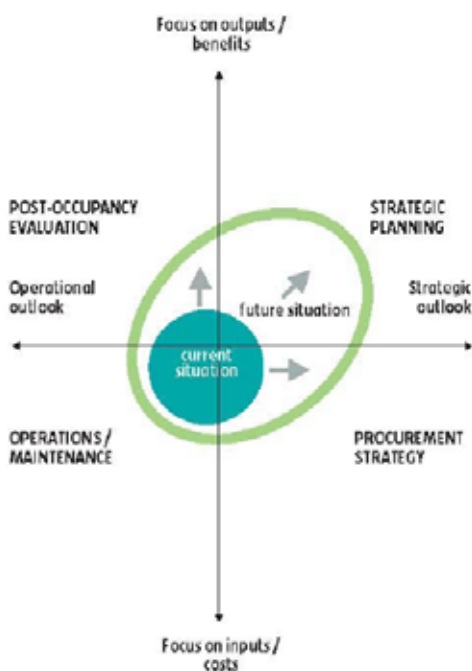 Focus on outputs /
benefits
POST-OCCUPANCY
EVALUATION
STRATEGIC
PLANNING
Operational
outlook
future situation
Strategic
outlook
current
situation
OPERATIONS /
MAINTENANCE
PROCUREMENT
STRATEGY
Focus on inputs /
costs